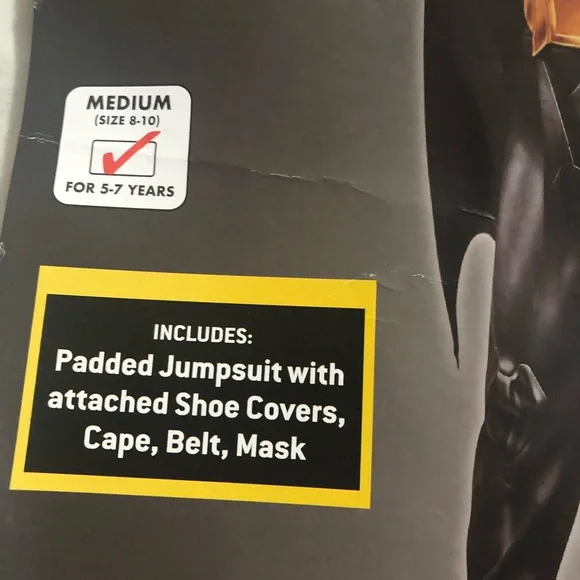 MEDIUM
(SIZE 8-10)
FOR 5-7 YEARS
INCLUDES:
Padded Jumpsuit with
attached Shoe Covers,
Cape, Belt, Mask